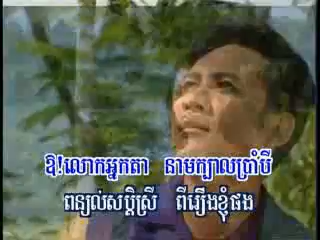 ឱ!លោកអ្នកតា នាមក្បាលប្រាំបី
ពន្យល់សប្តិស្រី ពីរឿងខ្ញុំផង